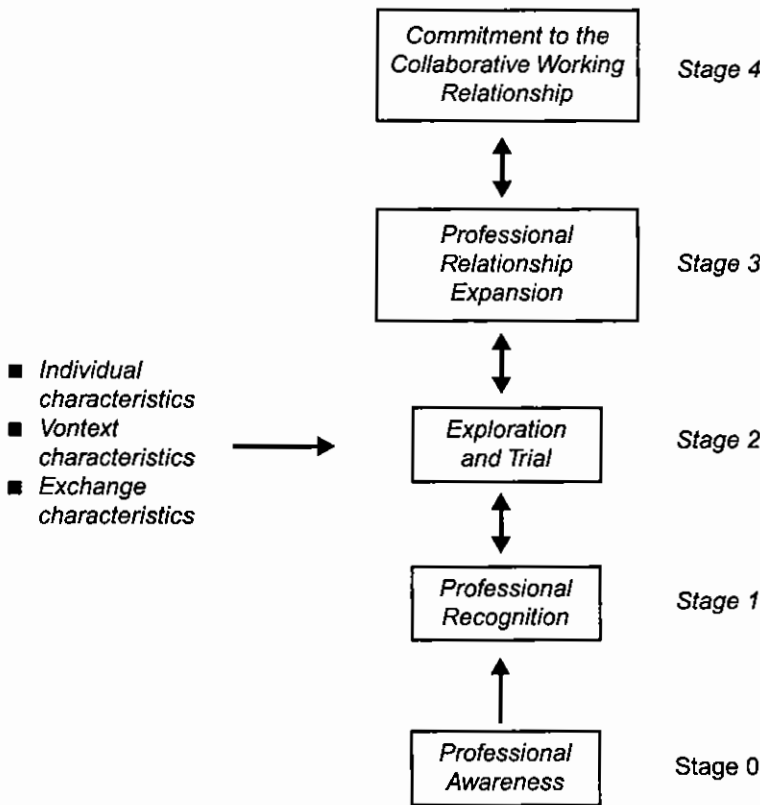 Commitment to the
Collaborative Working
Relationship
Stage 4
Professional
Relationship
Expansion
Stage 3
■ Individual
characteristics
■ Vontext
characteristics
■ Exchange
characteristics
Exploration
and Trial
Stage 2
Professional
Recognition
Stage 1
Professional
Awareness
Stage 0